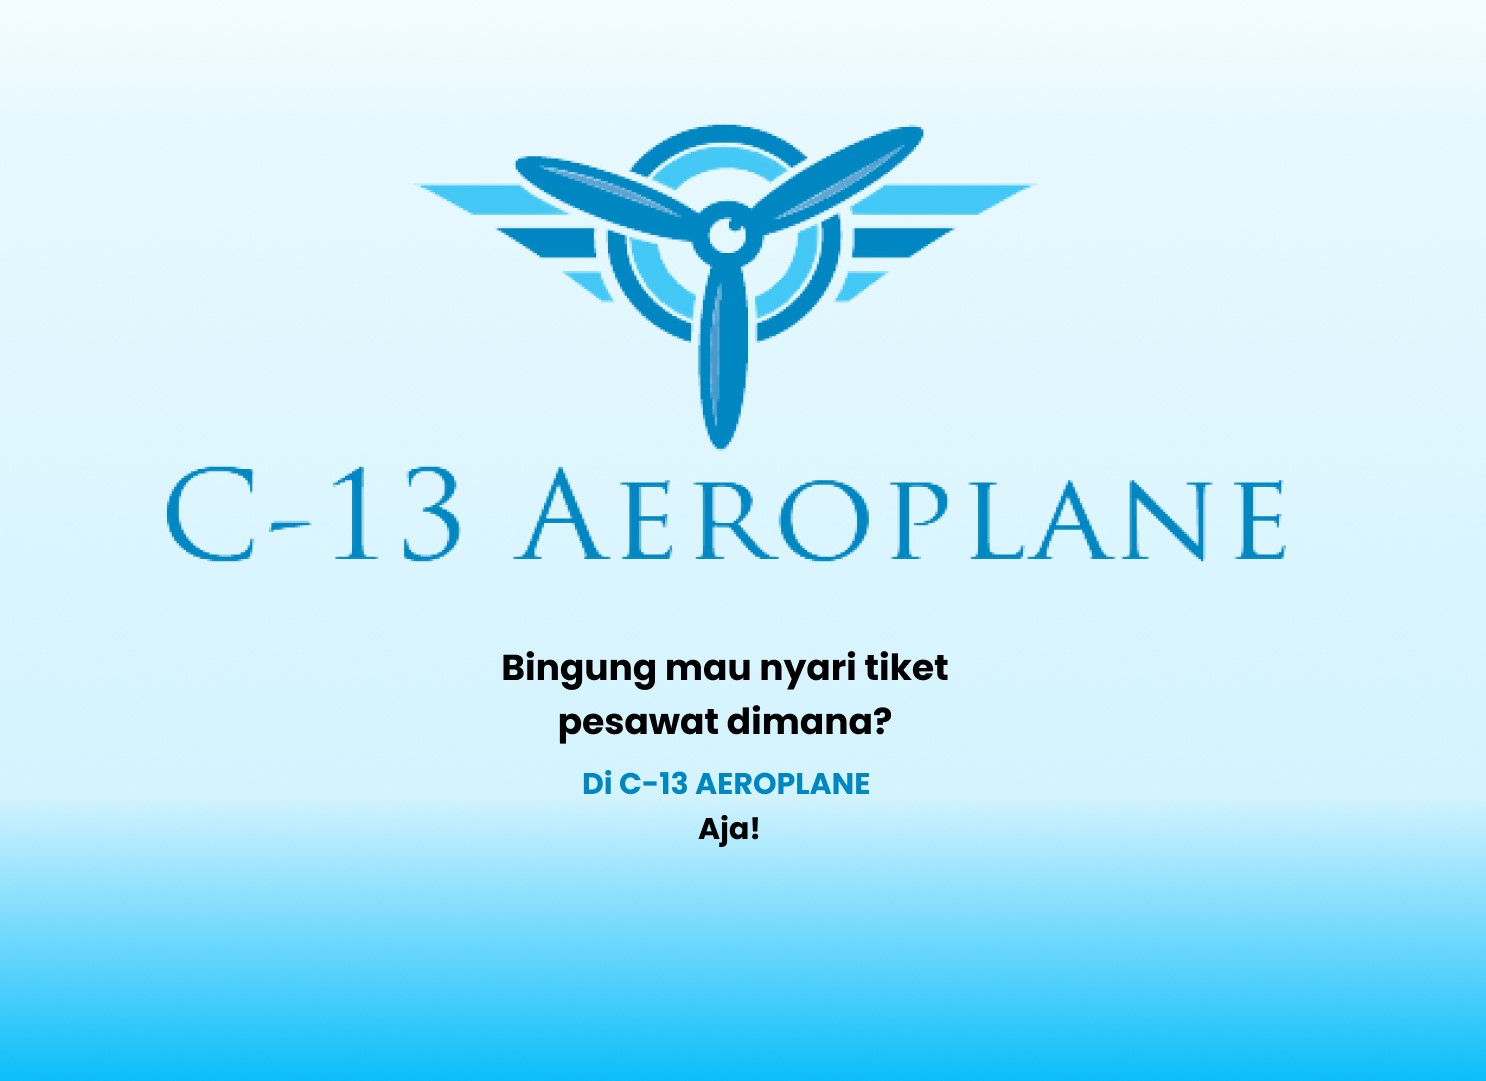 C-13 AEROPLANE
Bingung mau nyari tiket
pesawat dimana?
Di C-13 AEROPLANE
Aja!